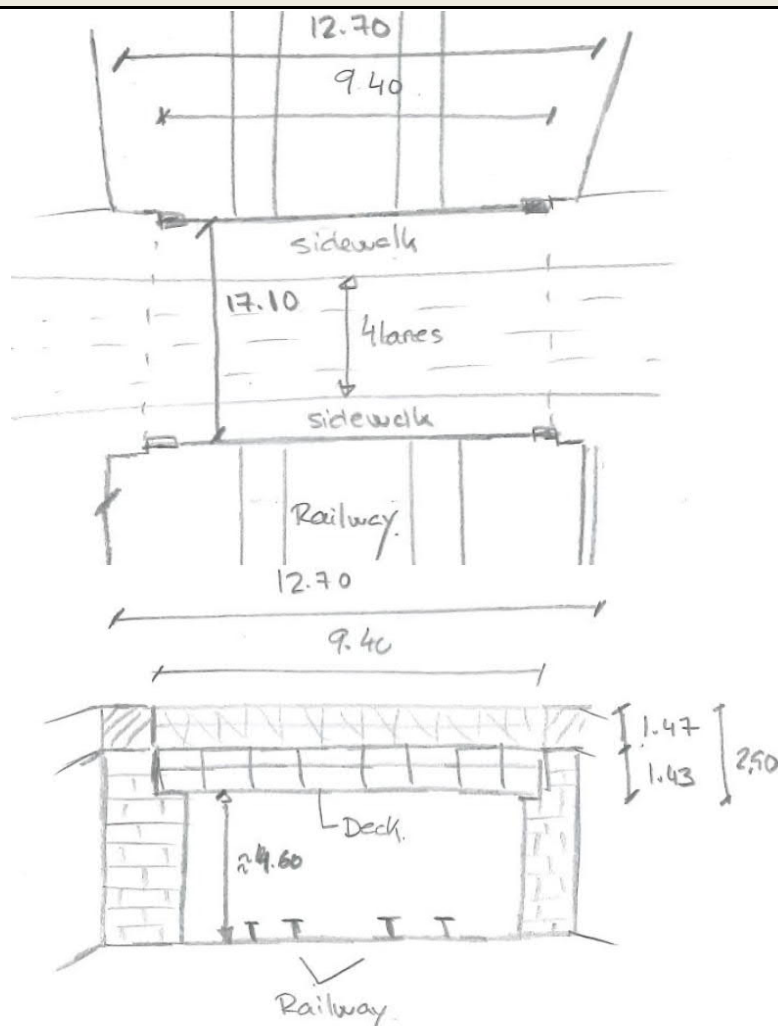 12.70
9.40
sidewalk
17.10
4lanes
sidewalk
Railway.
12.70
9.40
1.47
1.43
2,90
Deck.
≈4.60
Railway